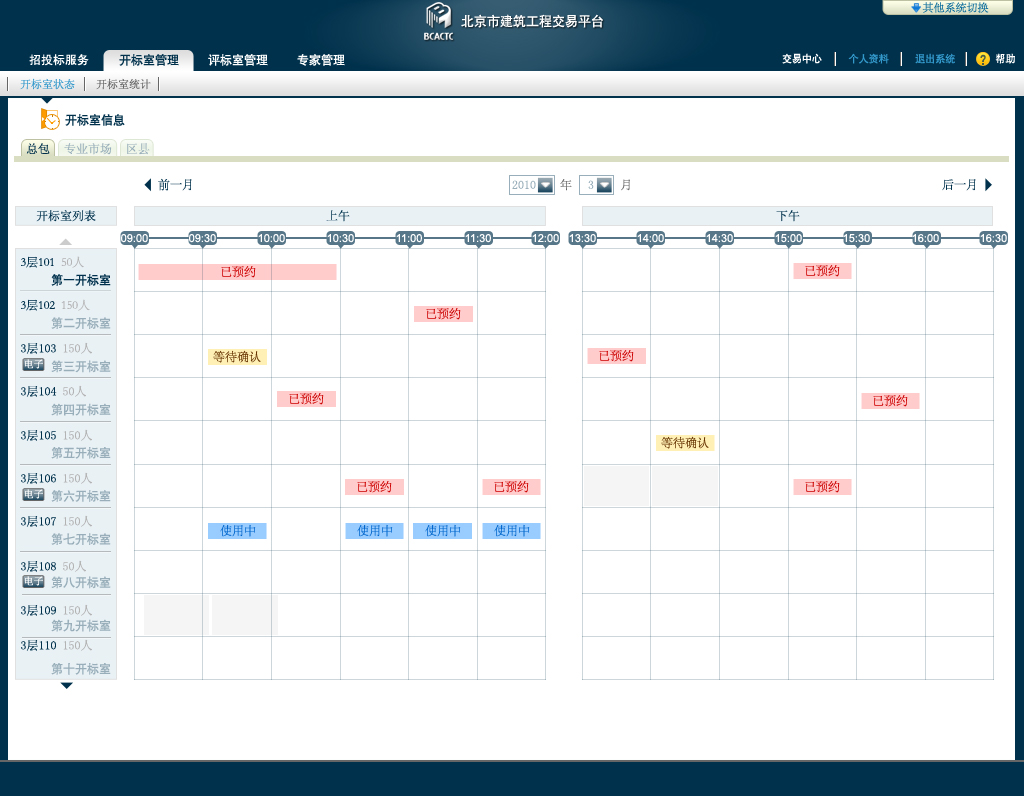 其他系统切换
BCACTC 北京市建筑工程交易平台
招投标服务 开标室管理 评标室管理 专家管理 交易中心 个人资料 退出系统 ? 帮助
开标室状态 开标室统计
开标室信息
总包 专业市场 区县
前一月 2010 年 3 月 后一月
开标室列表 上午 下午
09:00 09:30 10:00 10:30 11:00 11:30 12:00 13:30 14:00 14:30 15:00 15:30 16:00 16:30
3层101 50人
第一开标室 已预约 已预约
3层102 150人
第二开标室 已预约
3层103 150人
电子 第三开标室 等待确认 已预约
3层104 50人
第四开标室 已预约 已预约
3层105 150人
第五开标室 等待确认
3层106 150人
电子 第六开标室 已预约 已预约 已预约
3层107 150人
第七开标室 使用中 使用中 使用中 使用中
3层108 50人
电子 第八开标室
3层109 150人
第九开标室
3层110 150人
第十开标室